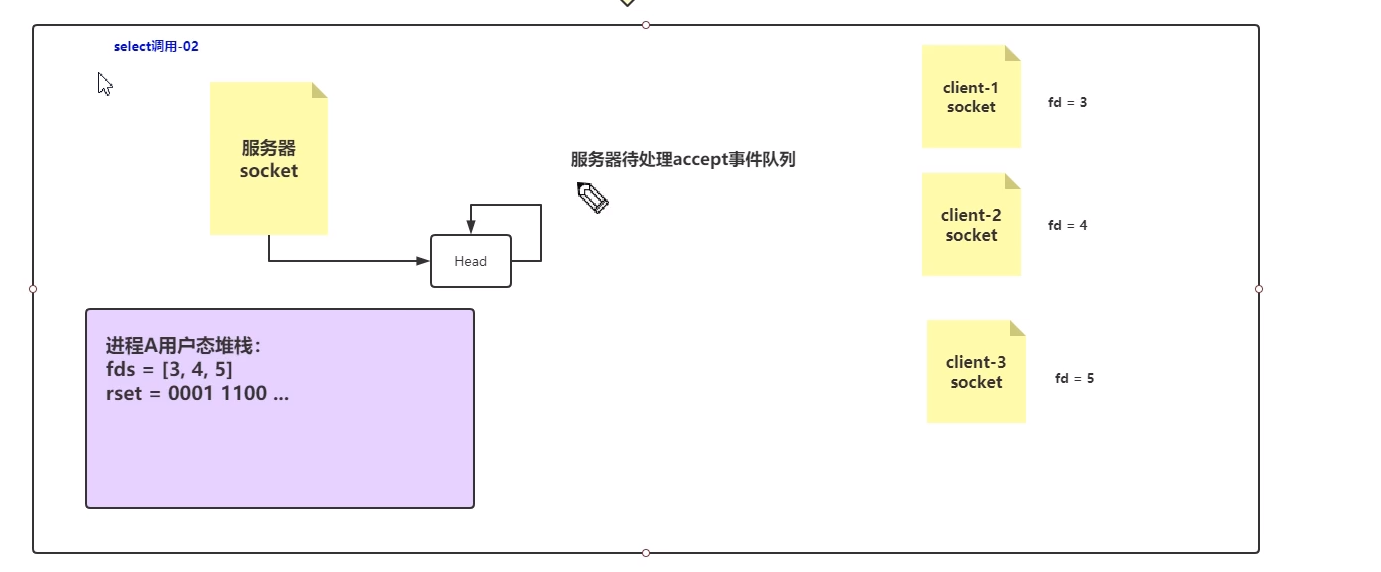 select调用-02
服务器
socket
服务器待处理accept事件队列
Head
进程A用户态堆栈：
fds = [3, 4, 5]
rset = 0001 1100 ...
client-1
socket
fd = 3
client-2
socket
fd = 4
client-3
socket
fd = 5